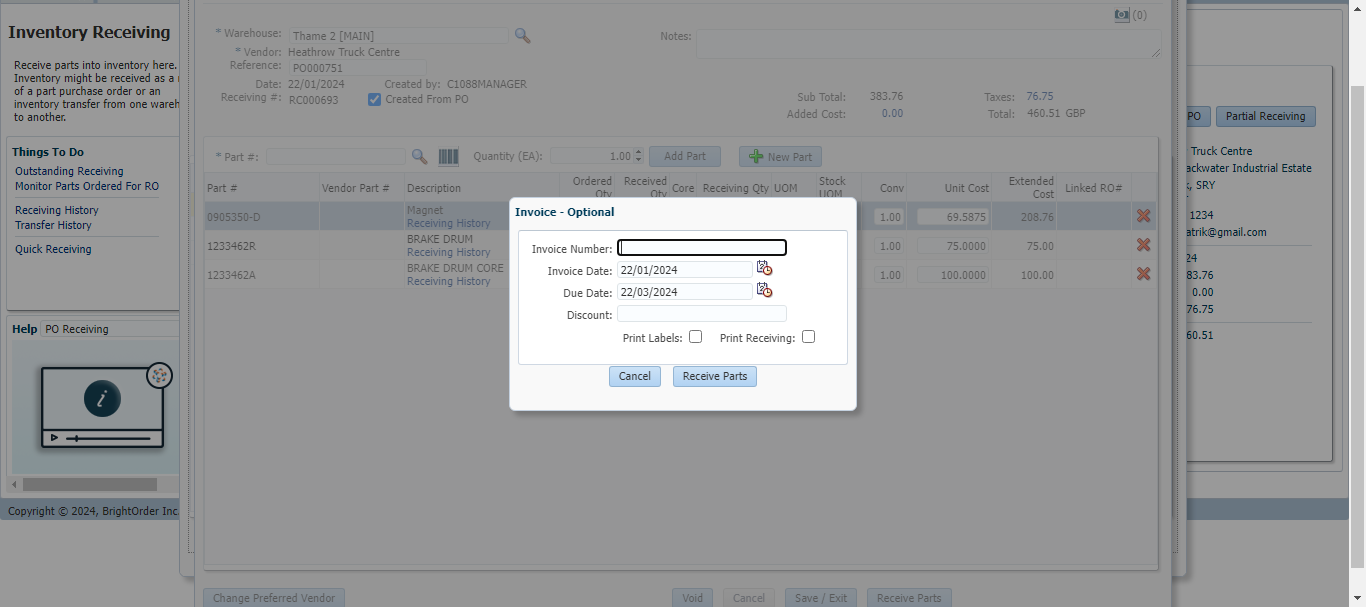 (0)
Inventory Receiving
Receive parts into inventory here.
Inventory might be received as a
of a part purchase order or an
inventory transfer from one wareh
to another.
Things To Do
Outstanding Receiving
Monitor Parts Ordered For RO
Receiving History
Transfer History
Quick Receiving
Help PO Receiving
Copyright © 2024, BrightOrder Inc.
* Warehouse: Thame 2 [MAIN]
* Vendor: Heathrow Truck Centre
Reference: PO000751
Date: 22/01/2024 Created by: C1088MANAGER
Receiving #: RC000693 Created From PO
Notes:
Sub Total: 383.76 Taxes: 76.75
Added Cost: 0.00 Total: 460.51 GBP
* Part #: Quantity (EA): 1.00 Add Part New Part
Part # Vendor Part # Description Ordered Qty Received Qty Core Receiving Qty UOM Stock UOM Conv Unit Cost Extended Cost Linked RO#
0905350-D Magnet 1.00 69.5875 208.76
Receiving History
1233462R BRAKE DRUM 1.00 75.0000 75.00
Receiving History
1233462A BRAKE DRUM CORE 1.00 100.0000 100.00
Receiving History
Invoice - Optional
Invoice Number:
Invoice Date: 22/01/2024
Due Date: 22/03/2024
Discount:
Print Labels: Print Receiving:
Cancel Receive Parts
Change Preferred Vendor Void Cancel Save / Exit Receive Parts
PO Partial Receiving
Truck Centre
ackwater Industrial Estate
, SRY
1234
atrik@gmail.com
24
83.76
0.00
76.75
60.51